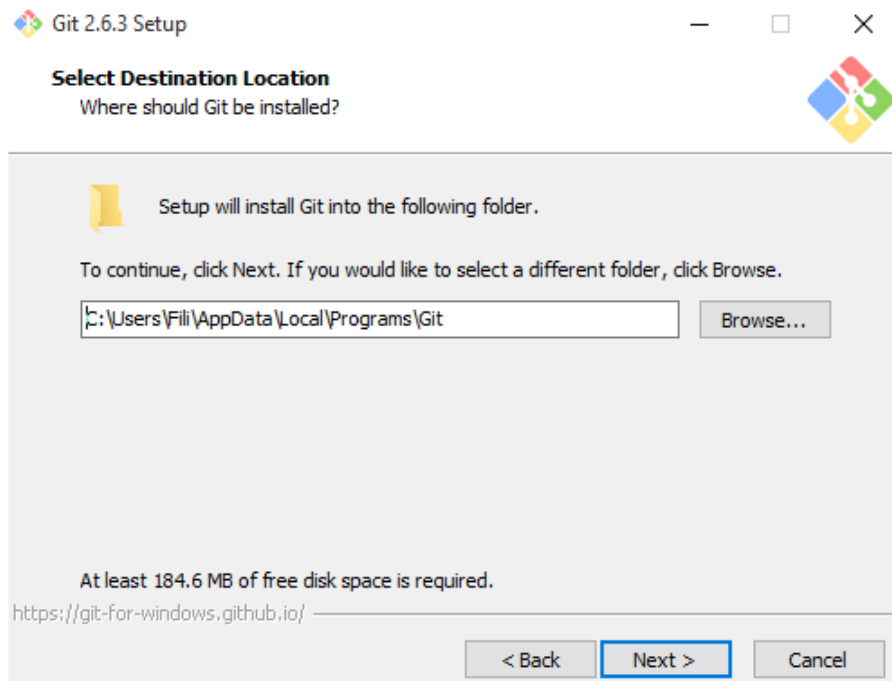 Git 2.6.3 Setup
Select Destination Location
Where should Git be installed?
Setup will install Git into the following folder.
To continue, click Next. If you would like to select a different folder, click Browse.
C:\Users\Fili\AppData\Local\Programs\Git
Browse...
At least 184.6 MB of free disk space is required.
https://git-for-windows.github.io/
< Back
Next >
Cancel